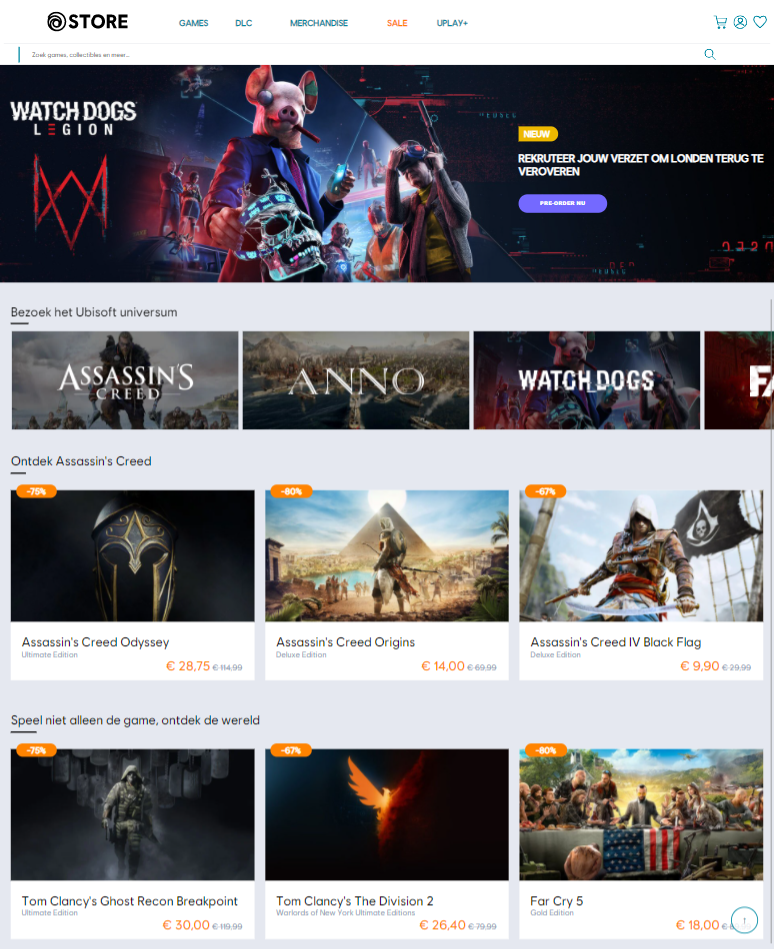 STORE
GAMES DLC MERCHANDISE SALE UPLAY+
Zoek games, collectibles en meer...
WATCH DOGS
LEGION
NIEUW
REKRUTEER JOUW VERZET OM LONDEN TERUG TE
VEROVEREN
PRE-ORDER NU
Bezoek het Ubisoft universum
ASSASSIN'S
CREED
ANNO
WATCH_DOGS
FA
Ontdek Assassin's Creed
-75%
-80%
-67%
Assassin's Creed Odyssey
Ultimate Edition
€ 28,75 € 114,99
Assassin's Creed Origins
Deluxe Edition
€ 14,00 € 69,99
Assassin's Creed IV Black Flag
Deluxe Edition
€ 9,90 € 29,99
Speel niet alleen de game, ontdek de wereld
-75%
-67%
-80%
Tom Clancy's Ghost Recon Breakpoint
Ultimate Edition
€ 30,00 € 119,99
Tom Clancy's The Division 2
Warlords of New York Ultimate Editions
€ 26,40 € 79,99
Far Cry 5
Gold Edition
€ 18,00 €